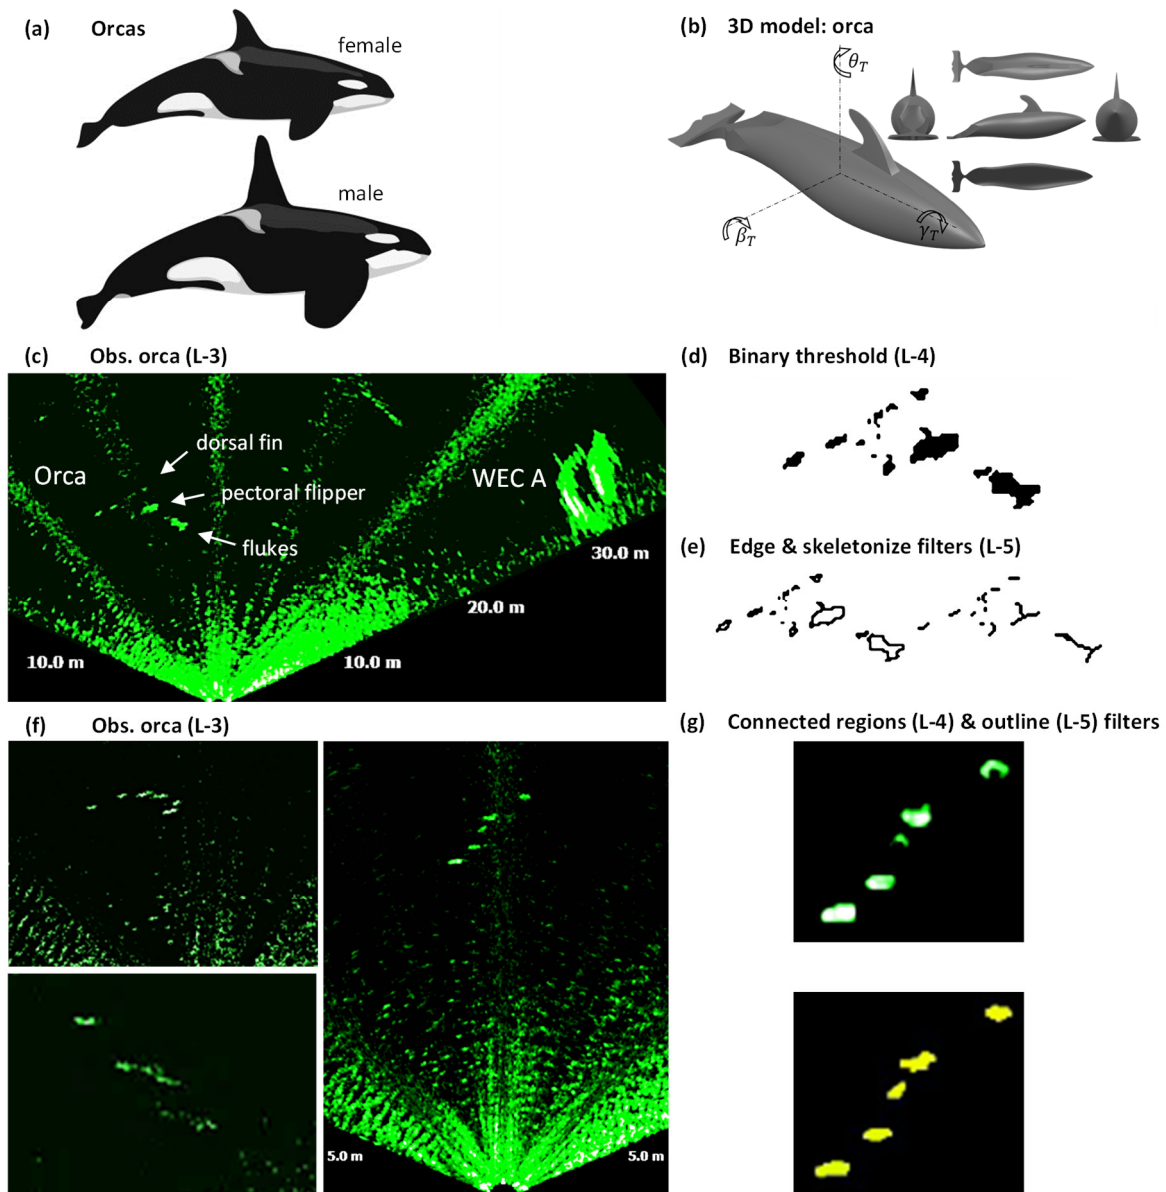 (a) Orcas
female
male
(b) 3D model: orca
θT
βT
γT
(c) Obs. orca (L-3)
dorsal fin
Orca
pectoral flipper
WEC A
flukes
30.0 m
20.0 m
10.0 m
10.0 m
(d) Binary threshold (L-4)
(e) Edge & skeletonize filters (L-5)
(f) Obs. orca (L-3)
5.0 m
5.0 m
(g) Connected regions (L-4) & outline (L-5) filters